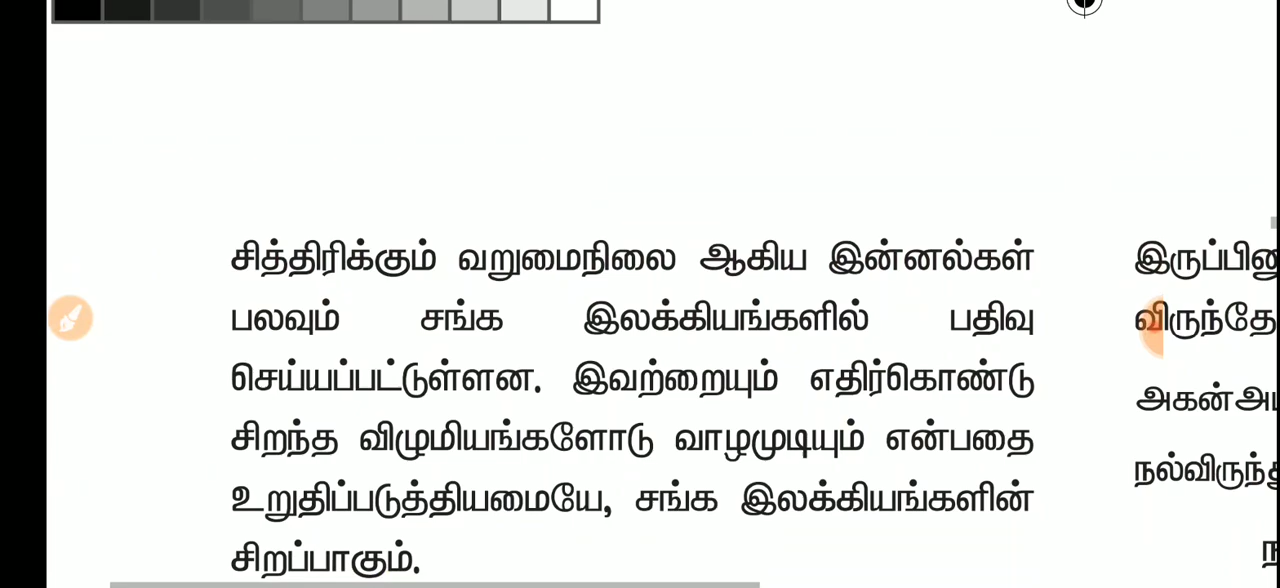 சித்திரிக்கும் வறுமைநிலை ஆகிய இன்னல்கள்
பலவும் சங்க இலக்கியங்களில் பதிவு
செய்யப்பட்டுள்ளன. இவற்றையும் எதிர்கொண்டு
சிறந்த விழுமியங்களோடு வாழமுடியும் என்பதை
உறுதிப்படுத்தியமையே, சங்க இலக்கியங்களின்
சிறப்பாகும்.